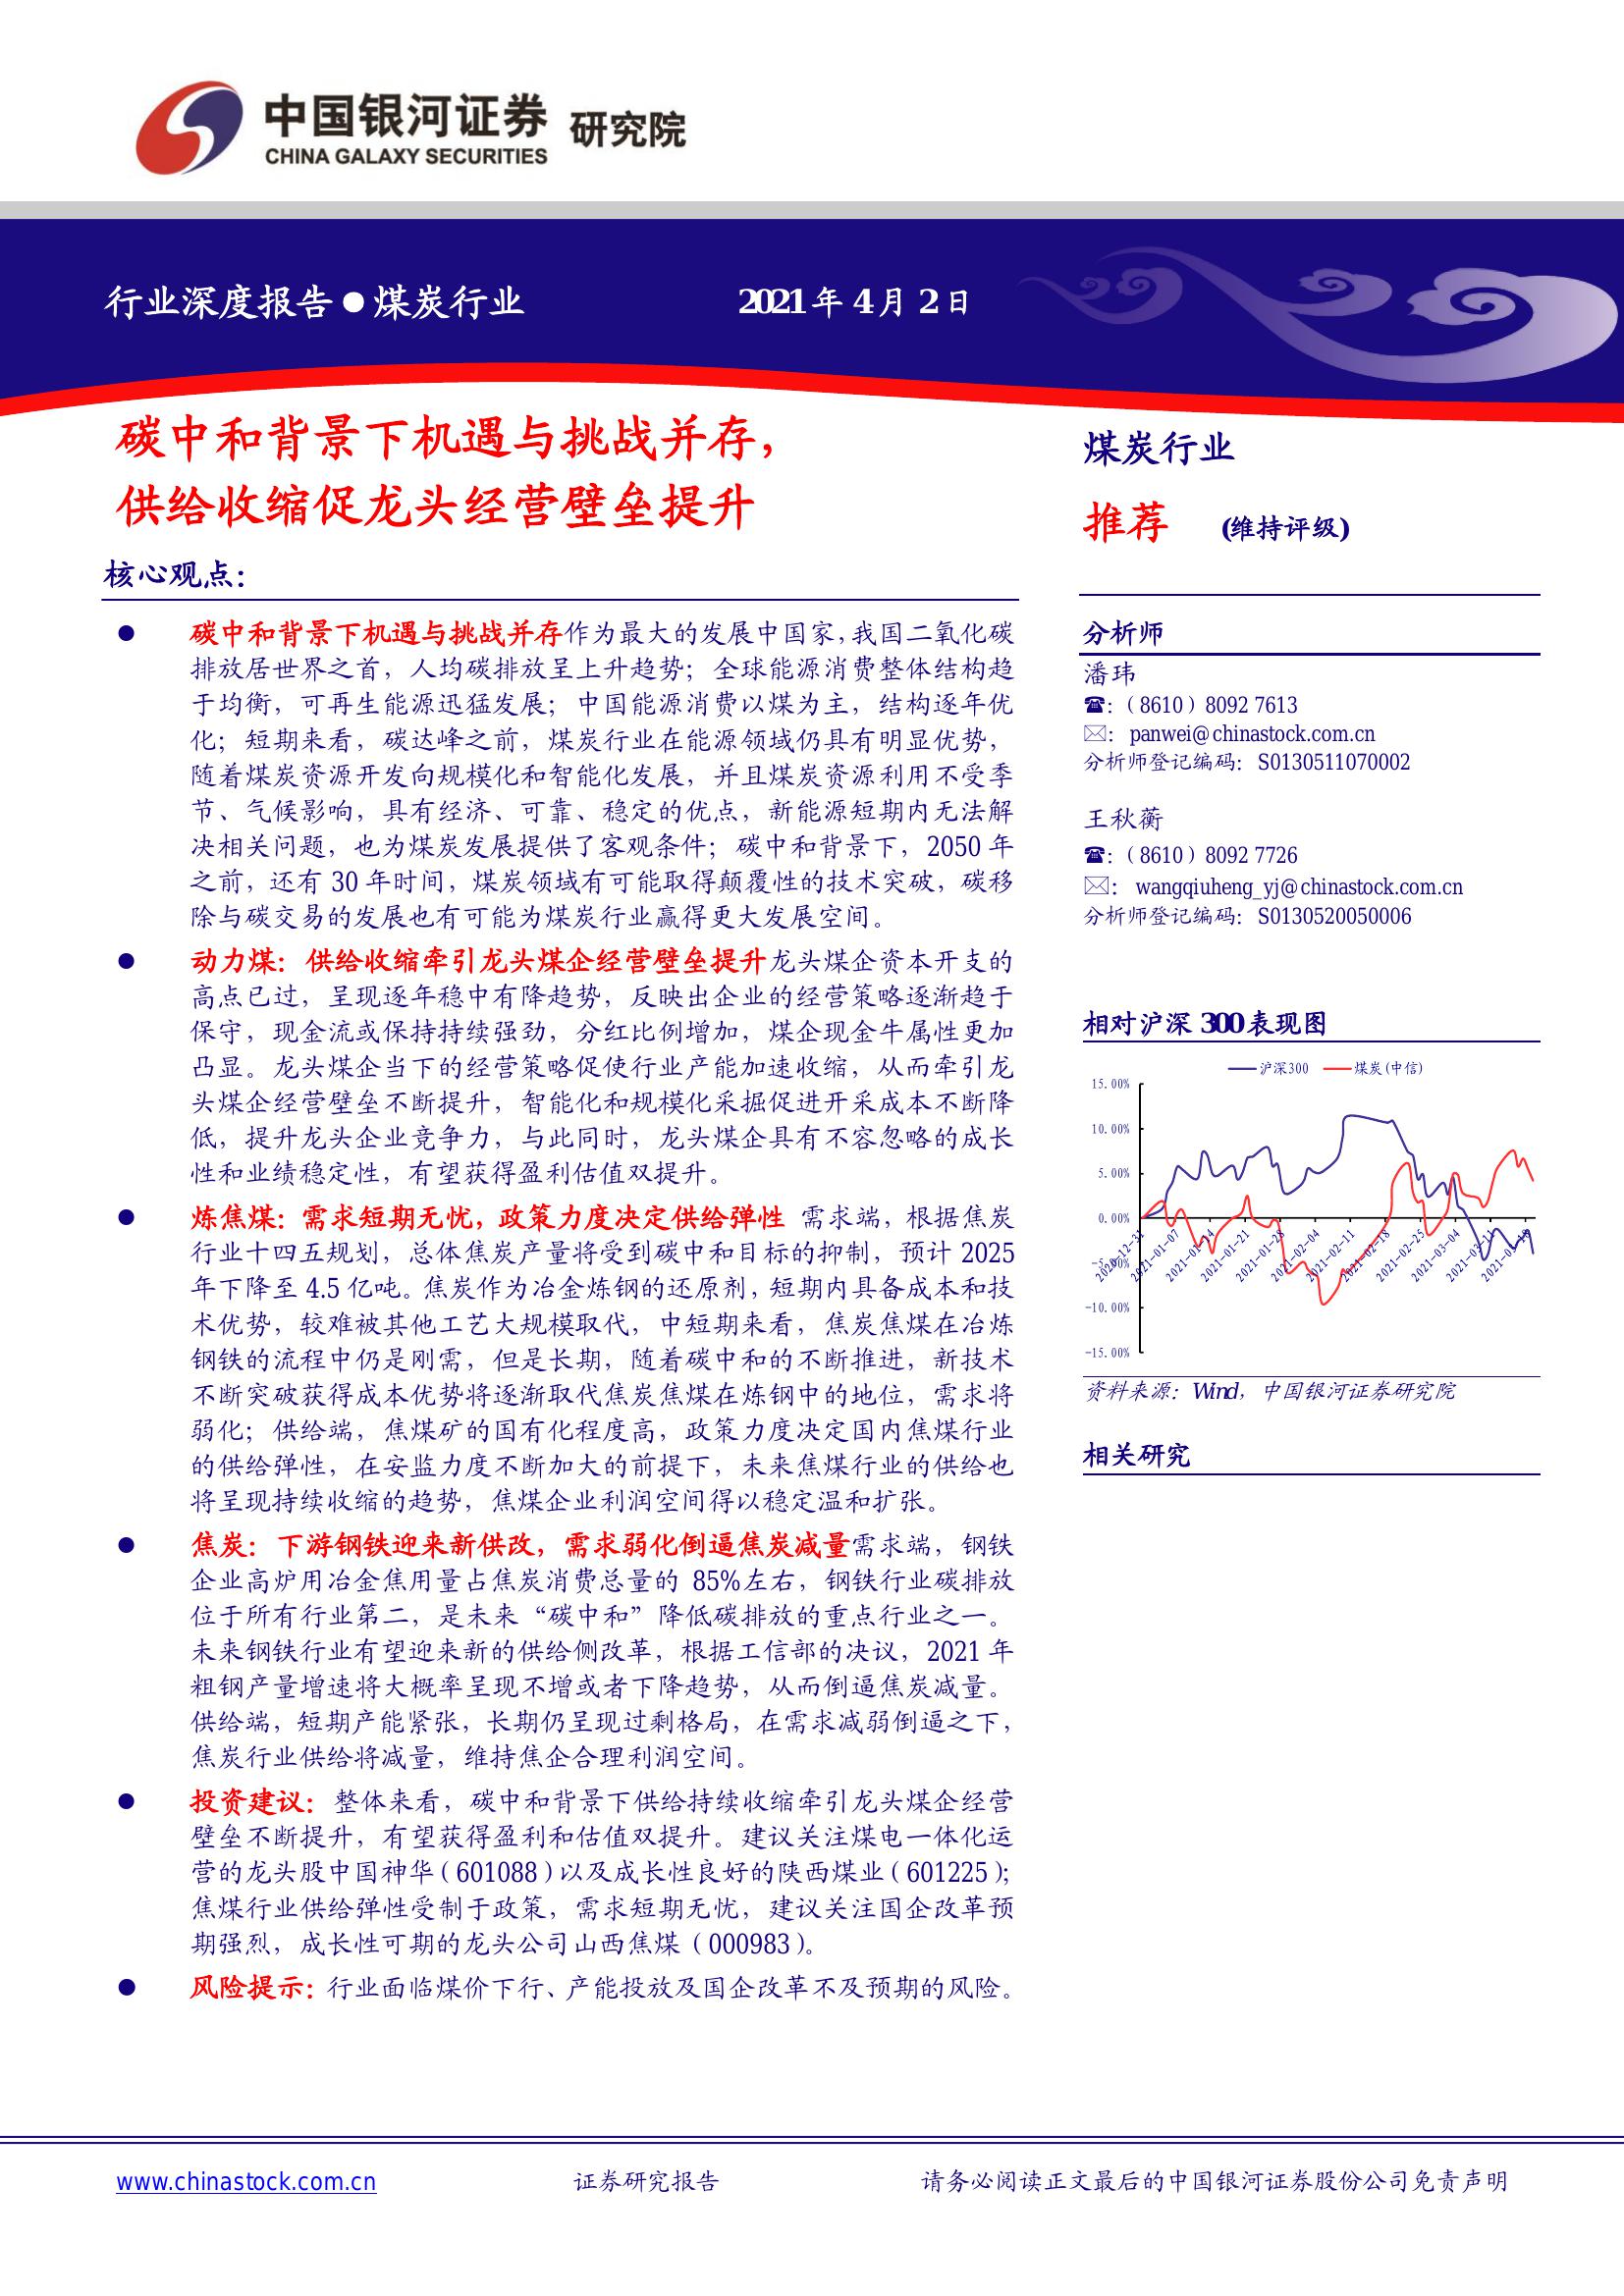 中国银河证券 研究院
CHINA GALAXY SECURITIES
行业深度报告●煤炭行业 2021 年 4 月 2 日
碳中和背景下机遇与挑战并存，
供给收缩促龙头经营壁垒提升
核心观点：
● 碳中和背景下机遇与挑战并存作为最大的发展中国家，我国二氧化碳
排放居世界之首，人均碳排放呈上升趋势；全球能源消费整体结构趋
于均衡，可再生能源迅猛发展；中国能源消费以煤为主，结构逐年优
化；短期来看，碳达峰之前，煤炭行业在能源领域仍具有明显优势，
随着煤炭资源开发向规模化和智能化发展，并且煤炭资源利用不受季
节、气候影响，具有经济、可靠、稳定的优点，新能源短期内无法解
决相关问题，也为煤炭发展提供了客观条件；碳中和背景下，2050 年
之前，还有 30 年时间，煤炭领域有可能取得颠覆性的技术突破，碳移
除与碳交易的发展也有可能为煤炭行业赢得更大发展空间。
● 动力煤：供给收缩牵引龙头煤企经营壁垒提升龙头煤企资本开支的
高点已过，呈现逐年稳中有降趋势，反映出企业的经营策略逐渐趋于
保守，现金流或保持持续强劲，分红比例增加，煤企现金牛属性更加
凸显。龙头煤企当下的经营策略促使行业产能加速收缩，从而牵引龙
头煤企经营壁垒不断提升，智能化和规模化采掘促进开采成本不断降
低，提升龙头企业竞争力，与此同时，龙头煤企具有不容忽略的成长
性和业绩稳定性，有望获得盈利估值双提升。
● 炼焦煤：需求短期无忧，政策力度决定供给弹性 需求端，根据焦炭
行业十四五规划，总体焦炭产量将受到碳中和目标的抑制，预计 2025
年下降至 4.5 亿吨。焦炭作为冶金炼钢的还原剂，短期内具备成本和技
术优势，较难被其他工艺大规模取代，中短期来看，焦炭焦煤在冶炼
钢铁的流程中仍是刚需，但是长期，随着碳中和的不断推进，新技术
不断突破获得成本优势将逐渐取代焦炭焦煤在炼钢中的地位，需求将
弱化；供给端，焦煤矿的国有化程度高，政策力度决定国内焦煤行业
的供给弹性，在安监力度不断加大的前提下，未来焦煤行业的供给也
将呈现持续收缩的趋势，焦煤企业利润空间得以稳定温和扩张。
● 焦炭：下游钢铁迎来新供改，需求弱化倒逼焦炭减量需求端，钢铁
企业高炉用冶金焦用量占焦炭消费总量的 85%左右，钢铁行业碳排放
位于所有行业第二，是未来“碳中和”降低碳排放的重点行业之一。
未来钢铁行业有望迎来新的供给侧改革，根据工信部的决议，2021 年
粗钢产量增速将大概率呈现不增或者下降趋势，从而倒逼焦炭减量。
供给端，短期产能紧张，长期仍呈现过剩格局，在需求减弱倒逼之下，
焦炭行业供给将减量，维持焦企合理利润空间。
● 投资建议：整体来看，碳中和背景下供给持续收缩牵引龙头煤企经营
壁垒不断提升，有望获得盈利和估值双提升。建议关注煤电一体化运
营的龙头股中国神华（601088）以及成长性良好的陕西煤业（601225）；
焦煤行业供给弹性受制于政策，需求短期无忧，建议关注国企改革预
期强烈，成长性可期的龙头公司山西焦煤（000983）。
● 风险提示：行业面临煤价下行、产能投放及国企改革不及预期的风险。
煤炭行业
推荐 (维持评级)
分析师
潘玮
☎：（8610）8092 7613
✉：panwei@chinastock.com.cn
分析师登记编码：S0130511070002
王秋蘅
☎：（8610）8092 7726
✉：wangqiuheng_yj@chinastock.com.cn
分析师登记编码：S0130520050006
相对沪深 300 表现图
沪深300 煤炭(中信)
15.00%
10.00%
5.00%
0.00%
-5.00%
-10.00%
-15.00%
2020-12-31 2021-01-07 2021-01-14 2021-01-21 2021-01-28 2021-02-04 2021-02-11 2021-02-18 2021-02-25 2021-03-04 2021-03-11 2021-03-18
资料来源：Wind，中国银河证券研究院
相关研究
www.chinastock.com.cn 证券研究报告 请务必阅读正文最后的中国银河证券股份公司免责声明